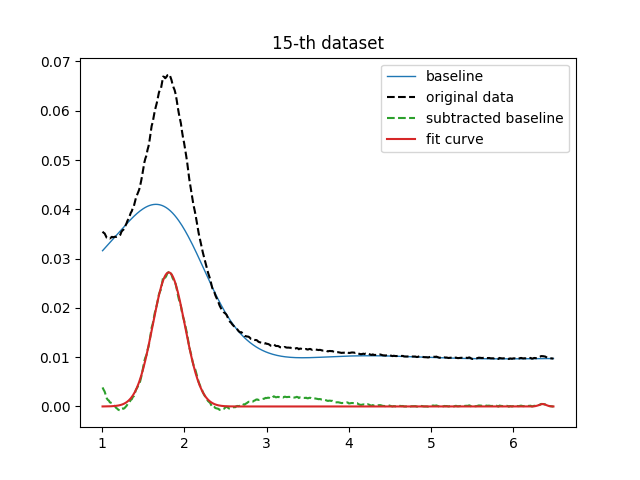 15-th dataset
0.07
0.06
0.05
0.04
0.03
0.02
0.01
0.00
baseline
original data
subtracted baseline
fit curve
1 2 3 4 5 6